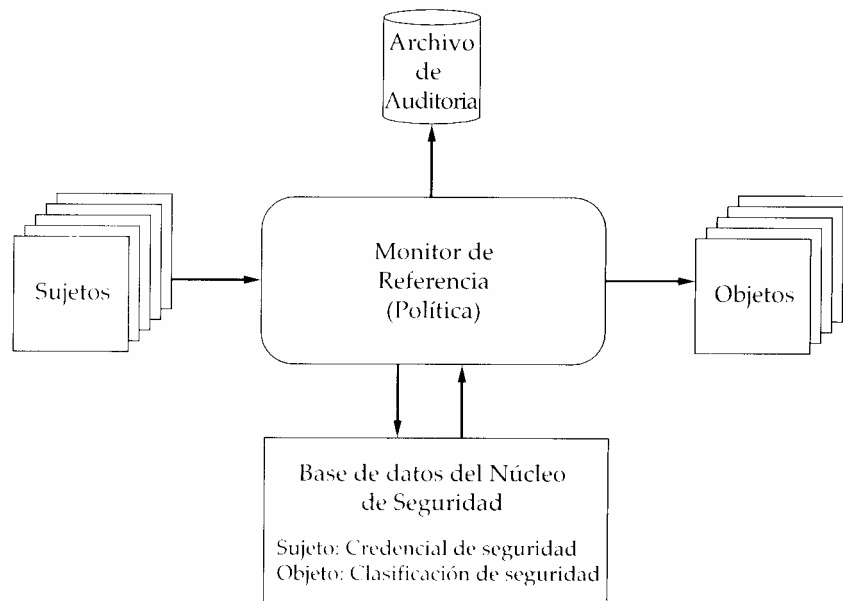 Archivo
de
Auditoria
Sujetos
Monitor de
Referencia
(Política)
Objetos
Base de datos del Núcleo
de Seguridad
Sujeto: Credencial de seguridad
Objeto: Clasificación de seguridad